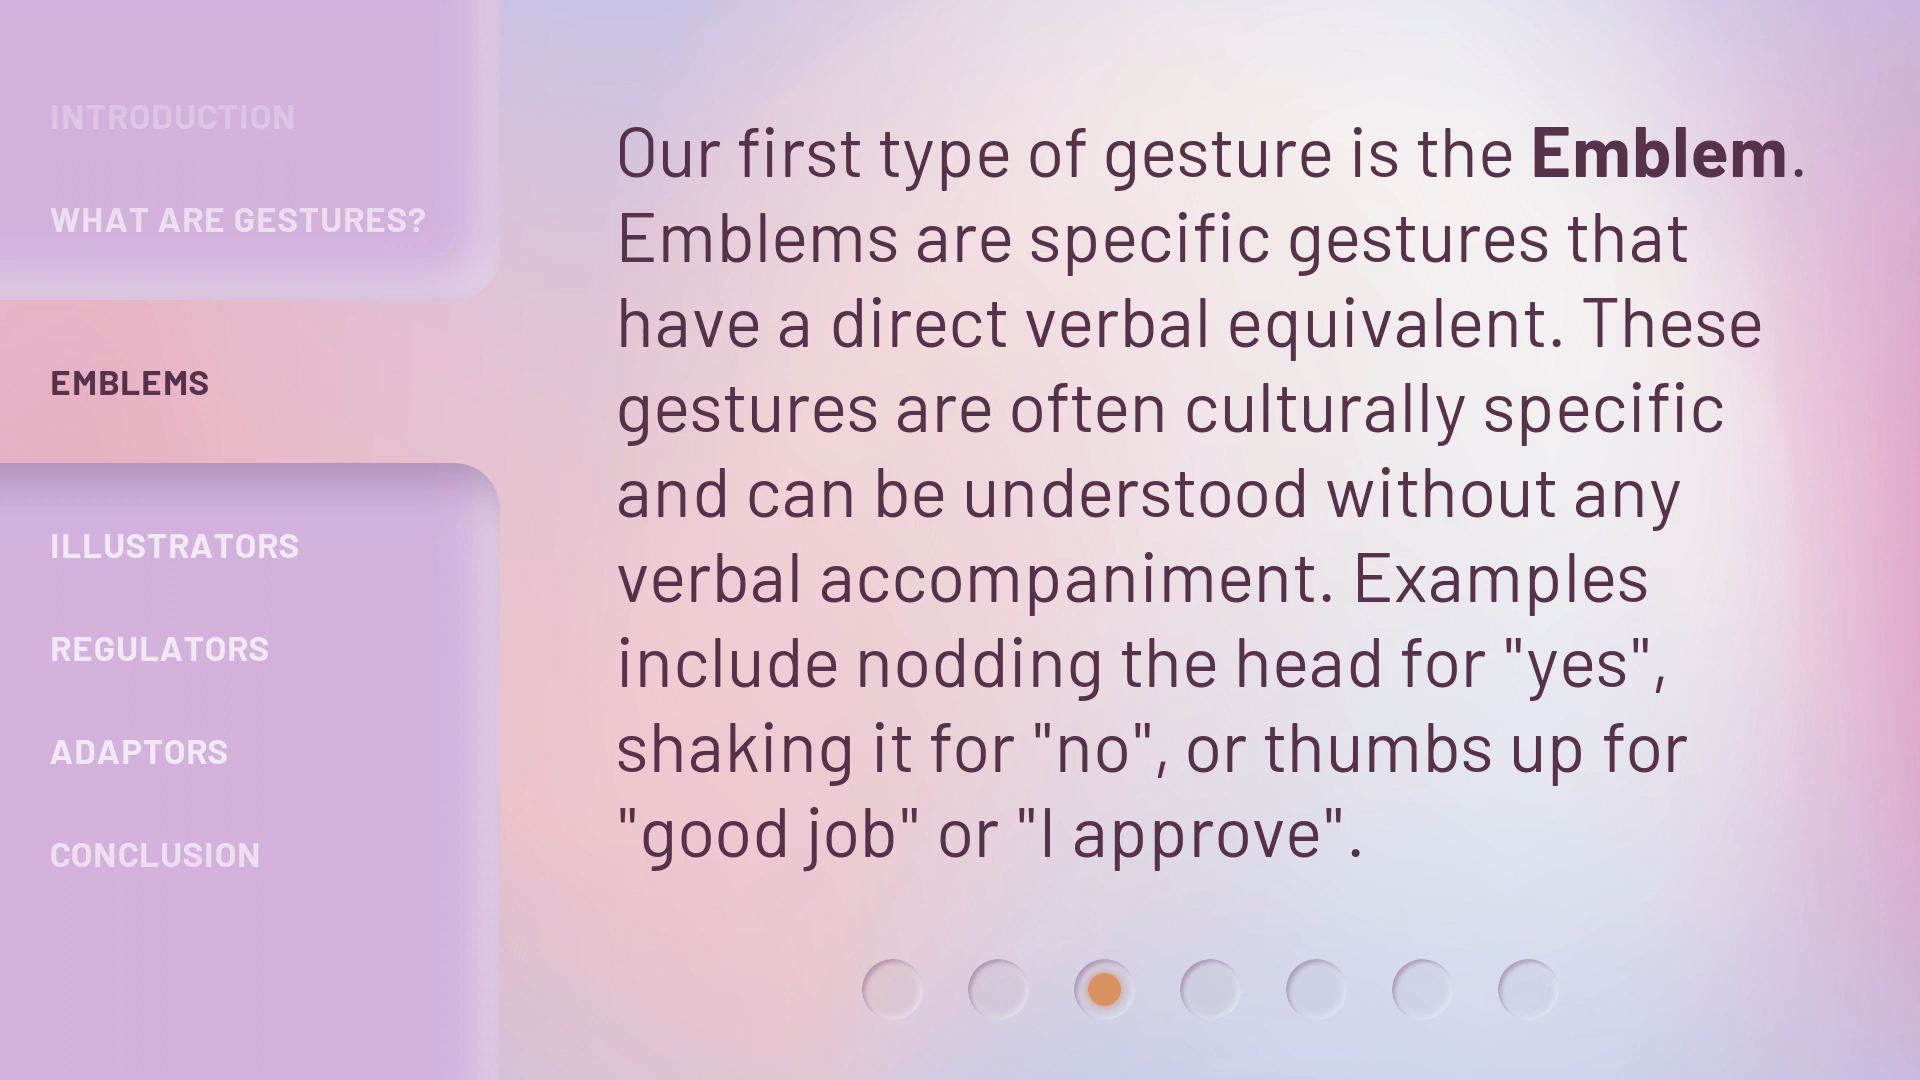 INTRODUCTION
WHAT ARE GESTURES?
EMBLEMS
ILLUSTRATORS
REGULATORS
ADAPTORS
CONCLUSION
Our first type of gesture is the Emblem.
Emblems are specific gestures that
have a direct verbal equivalent. These
gestures are often culturally specific
and can be understood without any
verbal accompaniment. Examples
include nodding the head for "yes",
shaking it for "no", or thumbs up for
"good job" or "I approve".